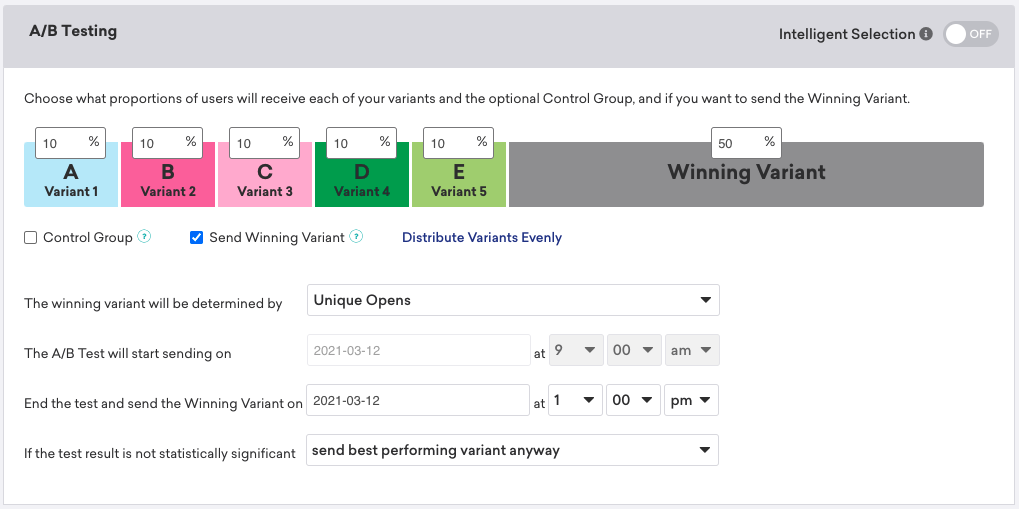 A/B Testing
Intelligent Selection i OFF
Choose what proportions of users will receive each of your variants and the optional Control Group, and if you want to send the Winning Variant.
10 % 10 % 10 % 10 % 10 % 50 %
A B C D E Winning Variant
Variant 1 Variant 2 Variant 3 Variant 4 Variant 5
Control Group ? Send Winning Variant ? Distribute Variants Evenly
The winning variant will be determined by Unique Opens
The A/B Test will start sending on 2021-03-12 at 9 00 am
End the test and send the Winning Variant on 2021-03-12 at 1 00 pm
If the test result is not statistically significant send best performing variant anyway